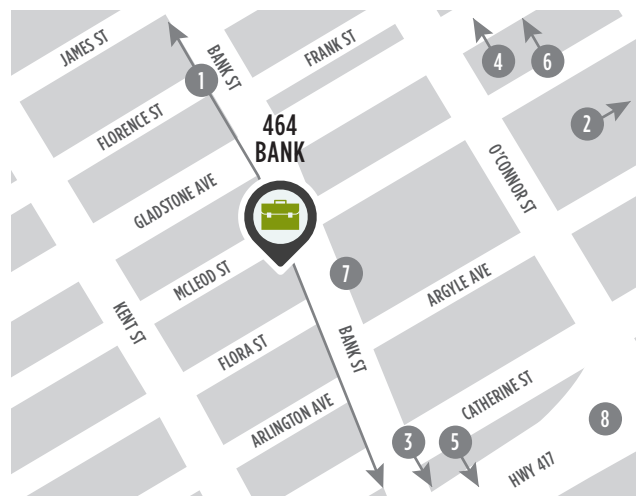 JAMES ST
BANK ST
FRANK ST
4
6
1
2
FLORENCE ST
464
BANK
O'CONNOR ST
GLADSTONE AVE
MCLEOD ST
7
ARGYLE AVE
KENT ST
BANK ST
FLORA ST
CATHERINE ST
ARLINGTON AVE
3
5
8
HWY 417